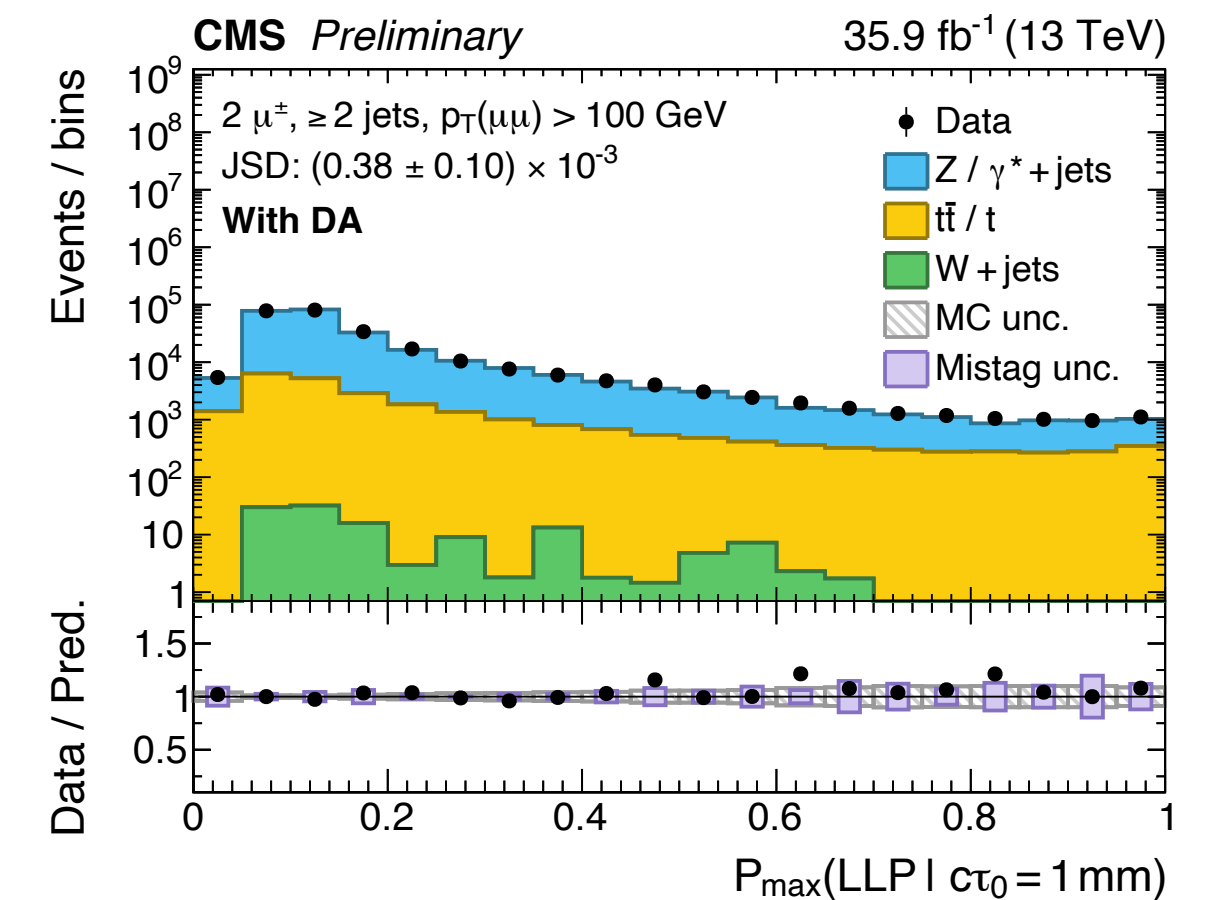 CMS Preliminary 35.9 fb⁻¹ (13 TeV)
Events / bins
10⁹
10⁸
10⁷
10⁶
10⁵
10⁴
10³
10²
10
1
2 μ±, ≥ 2 jets, pT(μμ) > 100 GeV
JSD: (0.38 ± 0.10) × 10⁻³
With DA
Data
Z / γ* + jets
tt̄ / t
W + jets
MC unc.
Mistag unc.
Data / Pred.
1.5
1
0.5
0 0.2 0.4 0.6 0.8 1
Pmax(LLP | cτ₀ = 1 mm)